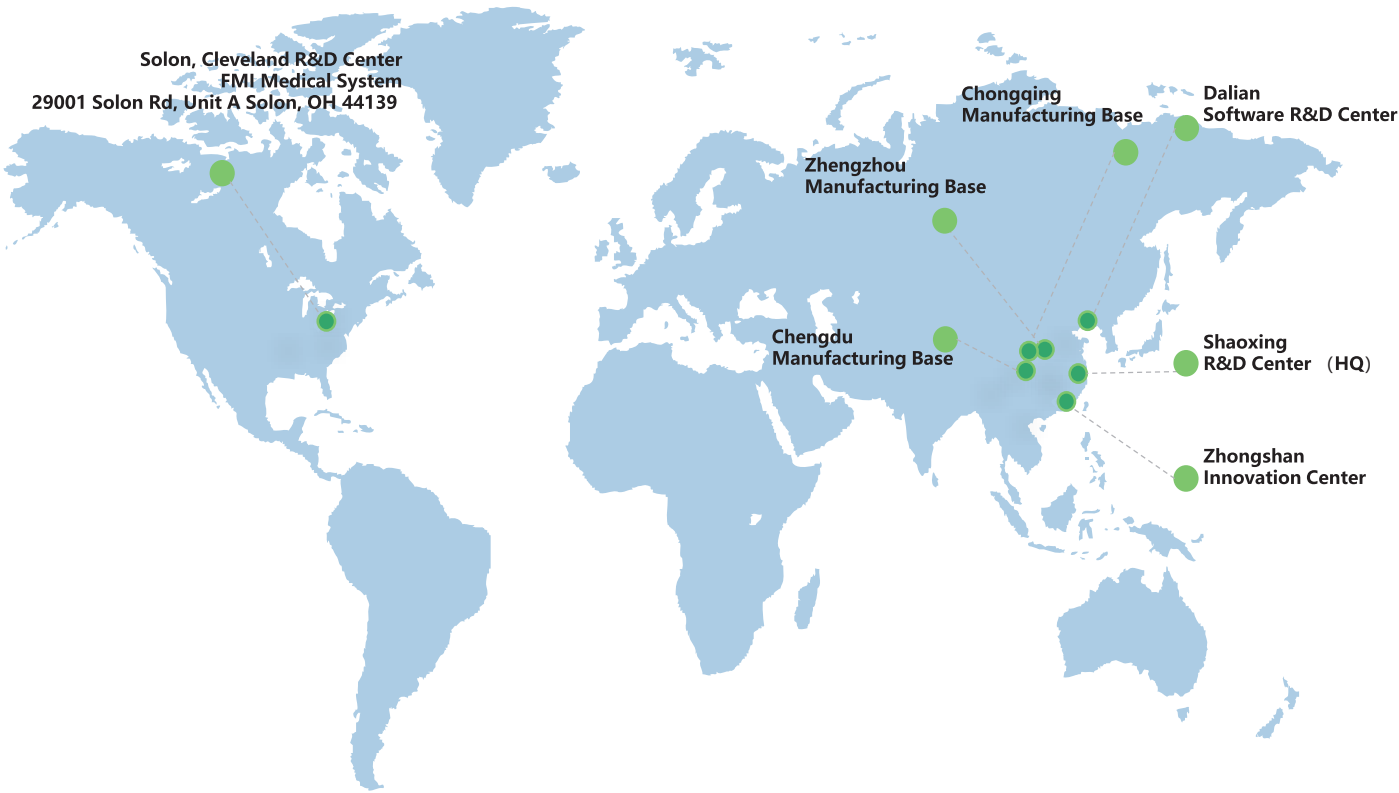 Solon, Cleveland R&D Center
FMI Medical System
29001 Solon Rd, Unit A Solon, OH 44139
Chongqing
Manufacturing Base
Dalian
Software R&D Center
Zhengzhou
Manufacturing Base
Chengdu
Manufacturing Base
Shaoxing
R&D Center （HQ）
Zhongshan
Innovation Center